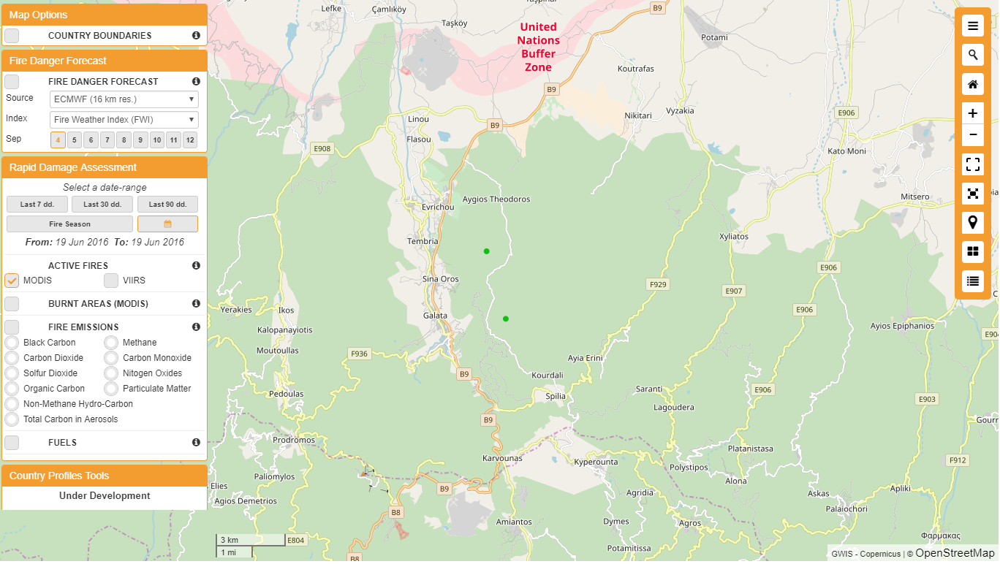 Map Options
COUNTRY BOUNDARIES
Fire Danger Forecast
FIRE DANGER FORECAST
Source ECMWF (16 km res.)
Index Fire Weather Index (FWI)
Sep 4 5 6 7 8 9 10 11 12
Rapid Damage Assessment
Select a date-range
Last 7 dd. Last 30 dd. Last 90 dd.
Fire Season
From: 19 Jun 2016 To: 19 Jun 2016
ACTIVE FIRES
MODIS VIIRS
BURNT AREAS (MODIS)
FIRE EMISSIONS
Black Carbon Methane
Carbon Dioxide Carbon Monoxide
Solfur Dioxide Nitogen Oxides
Organic Carbon Particulate Matter
Non-Methane Hydro-Carbon
Total Carbon in Aerosols
FUELS
Country Profiles Tools
Under Development
Lefke
Çamlıköy
Taşköy
B9
United
Nations
Buffer
Zone
Potami
Koutrafas
B9
Linou
B9
Nikitari
Vyzakia
E906
Flasou
E908
Kato Moni
Aygios Theodoros
Evrichou
Mitsero
Tembria
Xyliatos
Sina Oros
E906
F929
E907
Yerakies
Ikos
Galata
E906
Kalopanayiotis
Ayios Epiphanios
E904
Moutoullas
F936
Ayia Erini
B9
Kourdali
Pedoulas
Spilia
Saranti
E906
Lagoudera
E903
B9
Gourr
Prodromos
Platanistasa
Karvounas
Kyperounta
Polystipos
F912
Paliomylos
Alona
Elies
B9
Apliki
Agios Demetrios
Agridia
Askas
Palaiochori
B8
Amiantos
Dymes
Agros
Φαρμακας
E804
Potamitissa
B8
3 km
1 mi
GWIS - Copernicus | © OpenStreetMap